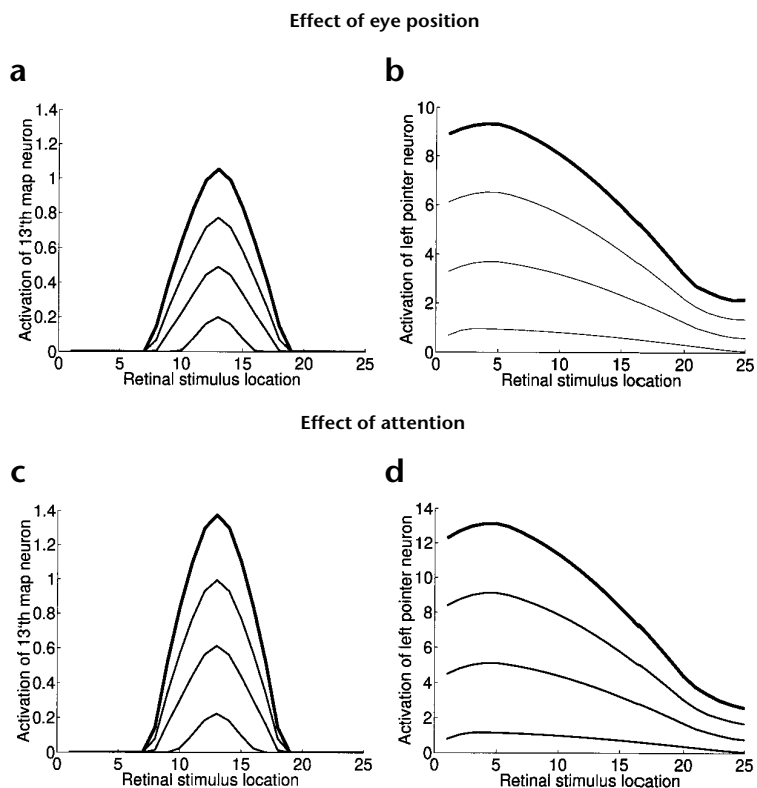 Effect of eye position
a
b
Activation of 13'th map neuron
1.4
1.2
1
0.8
0.6
0.4
0.2
0
0 5 10 15 20 25
Retinal stimulus location
Activation of left pointer neuron
10
8
6
4
2
0
0 5 10 15 20 25
Retinal stimulus location
Effect of attention
c
d
Activation of 13'th map neuron
1.4
1.2
1
0.8
0.6
0.4
0.2
0
0 5 10 15 20 25
Retinal stimulus location
Activation of left pointer neuron
14
12
10
8
6
4
2
0
0 5 10 15 20 25
Retinal stimulus location